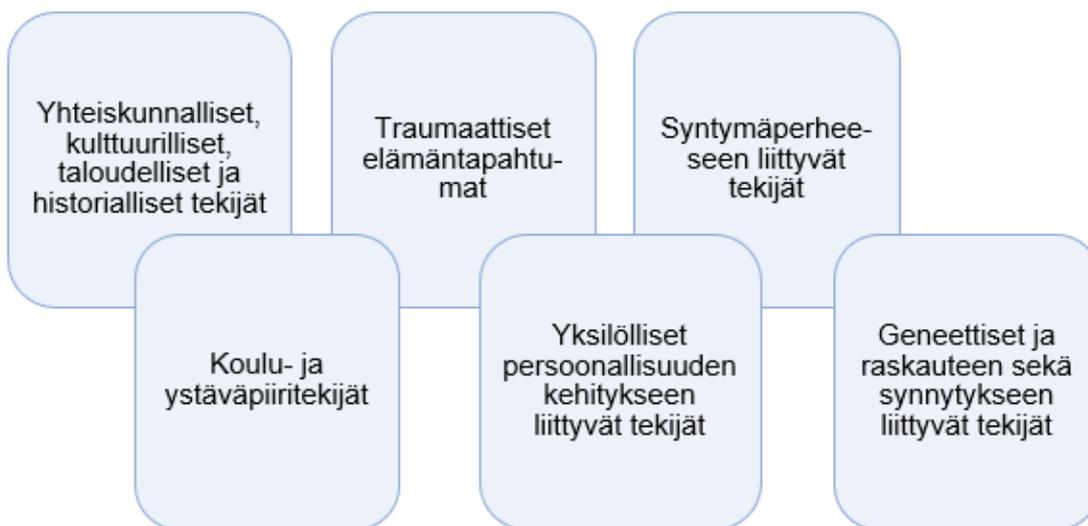 Yhteiskunnalliset,
kulttuurilliset,
taloudelliset ja
historialliset tekijät
Traumaattiset
elämäntapahtu-
mat
Syntymäperhee-
seen liittyvät
tekijät
Koulu- ja
ystäväpiiritekijät
Yksilölliset
persoonallisuuden
kehitykseen
liittyvät tekijät
Geneettiset ja
raskauteen sekä
synnytykseen
liittyvät tekijät